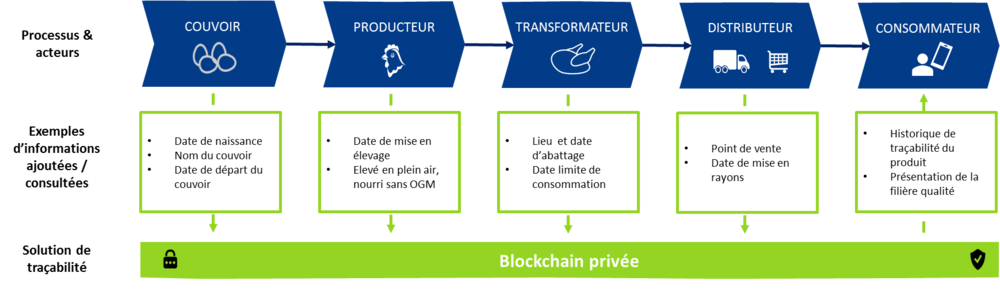 Processus &
acteurs
COUVOIR
PRODUCTEUR
TRANSFORMATEUR
DISTRIBUTEUR
CONSOMMATEUR
Exemples
d’informations
ajoutées /
consultées
• Date de naissance
• Nom du couvoir
• Date de départ du
couvoir
• Date de mise en
élevage
• Elevé en plein air,
nourri sans OGM
• Lieu et date
d’abattage
• Date limite de
consommation
• Point de vente
• Date de mise en
rayons
• Historique de
traçabilité du
produit
• Présentation de la
filière qualité
Solution de
traçabilité
Blockchain privée